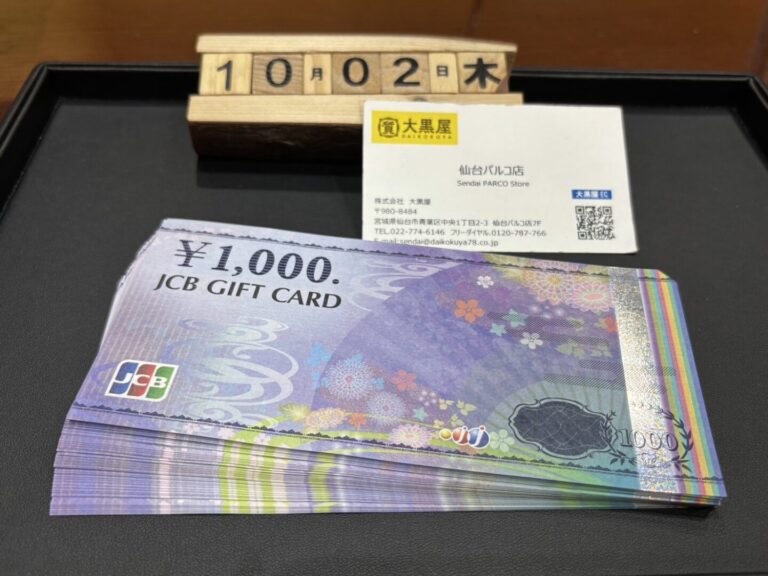 10月02日木
質 大黒屋
DAIKOKUYA
仙台パルコ店
Sendai PARCO Store
大黒屋 EC
株式会社 大黒屋
〒980-8484
宮城県仙台市青葉区中央1丁目2-3 仙台パルコ店7F
TEL.022-774-6146 フリーダイヤル.0120-787-766
E-mail:sendai@daikokuya78.co.jp
￥1,000.
JCB GIFT CARD
JCB
1000